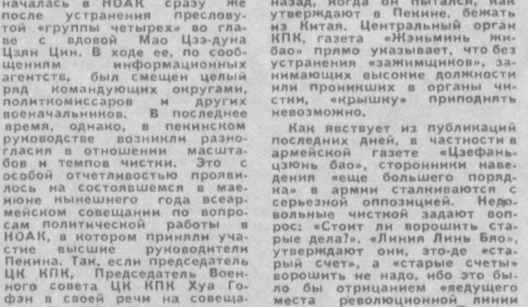 началась в НОАК сразу же
после устранения преслову-
той «группы четырех» во гла-
ве с вдовой Мао Цзэ-дуна
Цзян Цин. В ходе ее, по сооб-
щениям информационных
агентств, был смещен целый
ряд командующих округами,
политкомиссаров и других
военачальников. В последнее
время, однако, в пекинском
руководстве возникли разно-
гласия в отношении масшта-
бов и темпов чистки. Это с
особой отчетливостью прояви-
лось на состоявшемся в мае-
июне нынешнего года всеар-
мейском совещании по вопро-
сам политической работы в
НОАК, в котором приняли уча-
стие высшие руководители
Пекина. Так, если председатель
ЦК КПК, Председатель Воен-
ного совета ЦК КПК Хуа Го-
фэн в своей речи на совеща-
назад, когда он пытался, как
утверждают в Пекине, бежать
из Китая. Центральный орган
КПК, газета «Жэньминь жи-
бао» прямо указывает, что без
устранения «зажимщиков», за-
нимающих высокие должности
или проникших в органы чи-
стки, «крышку» приподнять
невозможно.
Как явствует из публикаций
последних дней, в частности в
армейской газете «Цзефань-
цзюнь бао», сторонники наве-
дения «еще большего поряд-
ка» в армии сталкиваются с
серьезной оппозицией. Недо-
вольные чисткой задают воп-
рос: «Стоит ли ворошить ста-
рые дела?». «Линия Линь Бяо»,
утверждают они, это-де «ста-
рый счет», а «старые счеты»
ворошить не надо, ибо это бы-
ло бы отрицанием «ведущего
места революционной линии